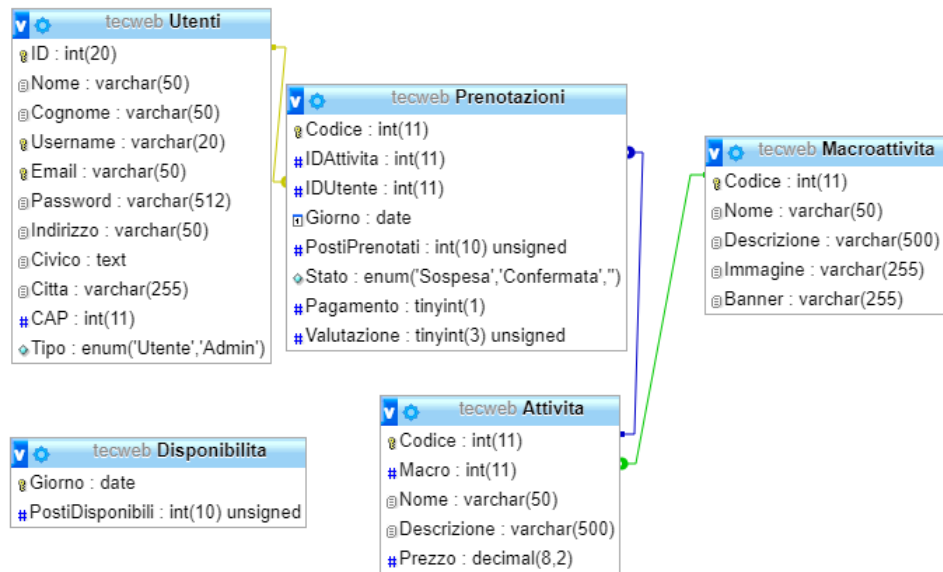 tecweb Utenti
ID : int(20)
Nome : varchar(50)
Cognome : varchar(50)
Username : varchar(20)
Email : varchar(50)
Password : varchar(512)
Indirizzo : varchar(50)
Civico : text
Citta : varchar(255)
CAP : int(11)
Tipo : enum('Utente','Admin')
tecweb Prenotazioni
Codice : int(11)
IDAttivita : int(11)
IDUtente : int(11)
Giorno : date
PostiPrenotati : int(10) unsigned
Stato : enum('Sospesa','Confermata','')
Pagamento : tinyint(1)
Valutazione : tinyint(3) unsigned
tecweb Macroattivita
Codice : int(11)
Nome : varchar(50)
Descrizione : varchar(500)
Immagine : varchar(255)
Banner : varchar(255)
tecweb Disponibilita
Giorno : date
PostiDisponibili : int(10) unsigned
tecweb Attivita
Codice : int(11)
Macro : int(11)
Nome : varchar(50)
Descrizione : varchar(500)
Prezzo : decimal(8,2)